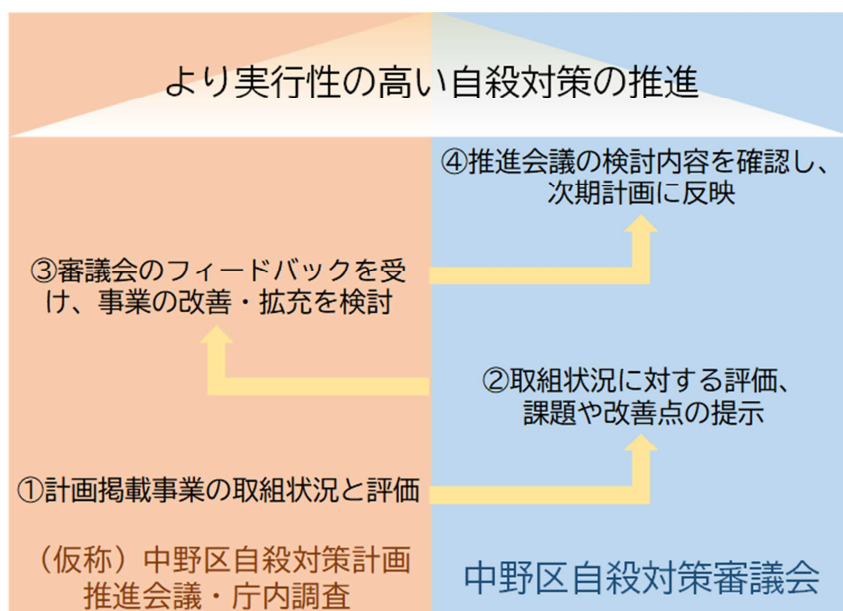 より実行性の高い自殺対策の推進
④推進会議の検討内容を確認し、
次期計画に反映
③審議会のフィードバックを受
け、事業の改善・拡充を検討
②取組状況に対する評価、
課題や改善点の提示
①計画掲載事業の取組状況と評価
（仮称）中野区自殺対策計画
推進会議・庁内調査
中野区自殺対策審議会